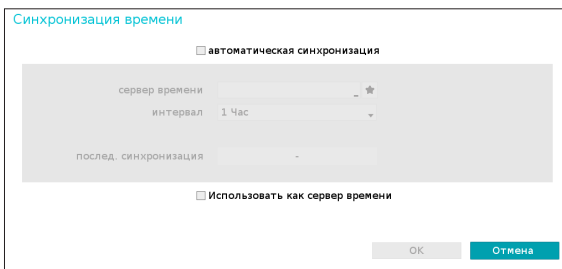 Синхронизация времени
автоматическая синхронизация
сервер времени
интервал 1 Час
послед. синхронизация -
Использовать как сервер времени
OK Отмена